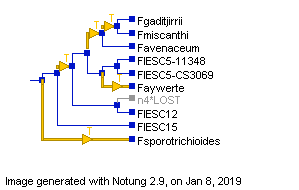 Fgaditjirrii
Fmiscanthi
Favenaceum
FIESC5-11348
FIESC5-CS3069
Faywerte
n4*LOST
FIESC12
FIESC15
Fsporotrichioides
T
T
T
T
T
T
Image generated with Notung 2.9, on Jan 8, 2019